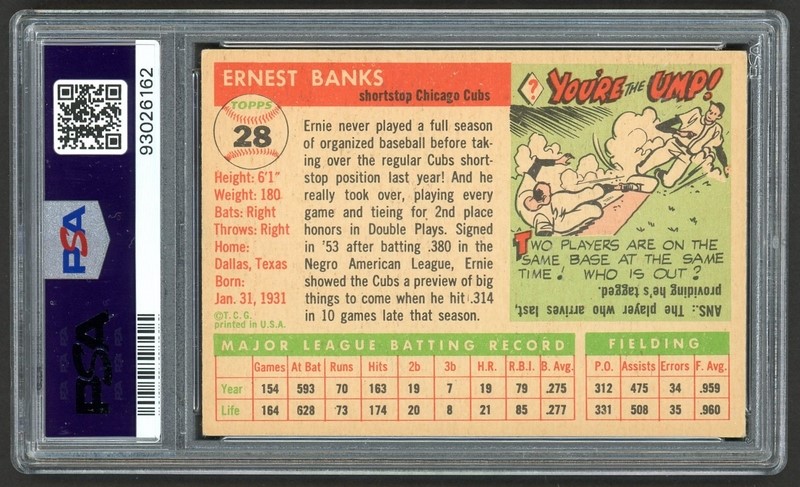 93026162
PSA
PSA
ERNEST BANKS
shortstop Chicago Cubs
TOPPS
28
Height: 6'1"
Weight: 180
Bats: Right
Throws: Right
Home:
Dallas, Texas
Born:
Jan. 31, 1931
©T.C.G.
printed in U.S.A.
Ernie never played a full season
of organized baseball before tak-
ing over the regular Cubs short-
stop position last year! And he
really took over, playing every
game and tieing for 2nd place
honors in Double Plays. Signed
in '53 after batting .380 in the
Negro American League, Ernie
showed the Cubs a preview of big
things to come when he hit .314
in 10 games late that season.
? YOU'RE THE UMP!
TWO PLAYERS ARE ON THE
SAME BASE AT THE SAME
TIME! WHO IS OUT?
ANS.: The player who arrives last,
providing he's tagged.
MAJOR LEAGUE BATTING RECORD
Games At Bat Runs Hits 2b 3b H.R. R.B.I. B. Avg.
Year 154 593 70 163 19 7 19 79 .275
Life 164 628 73 174 20 8 21 85 .277
FIELDING
P.O. Assists Errors F. Avg.
312 475 34 .959
331 508 35 .960